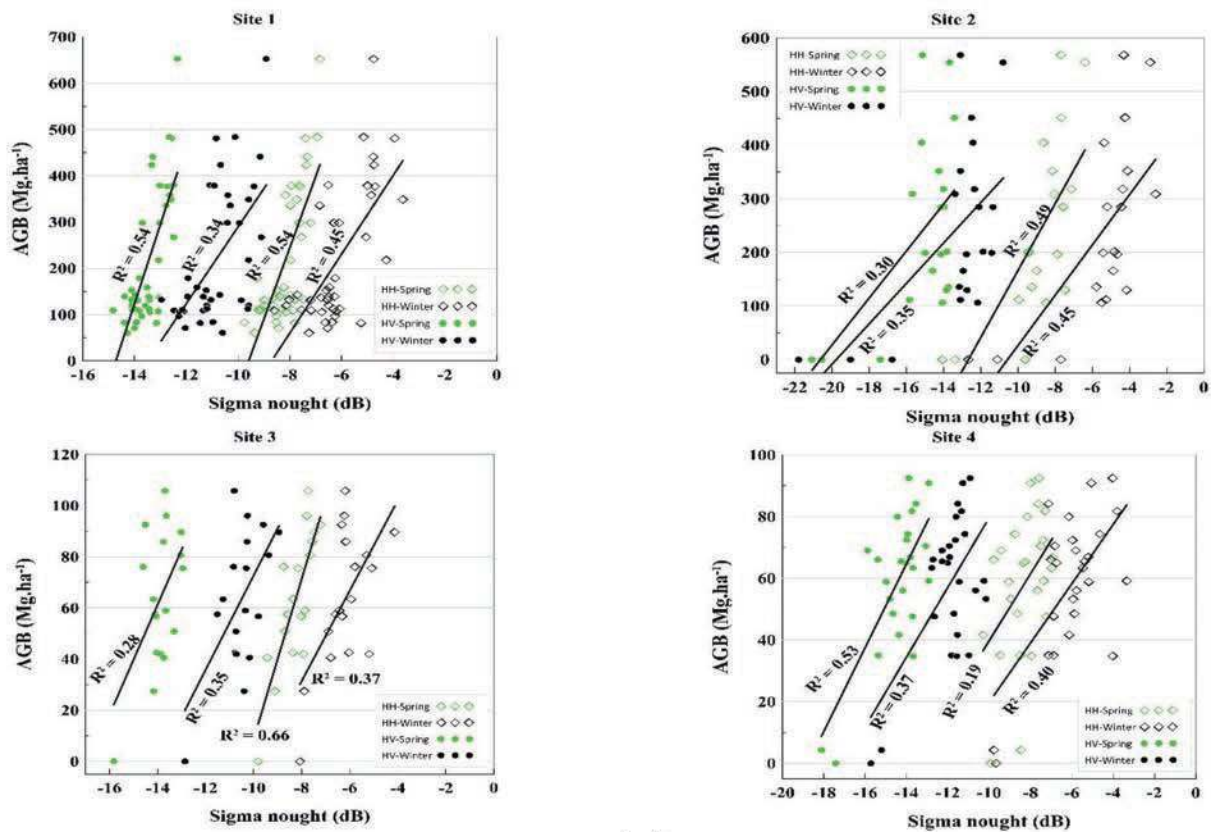 Site 1
700
600
500
400
300
200
100
0
AGB (Mg.ha-1)
R² = 0.54
R² = 0.34
R² = 0.54
R² = 0.45
HH-Spring
HH-Winter
HV-Spring
HV-Winter
-16 -14 -12 -10 -8 -6 -4 -2 0
Sigma nought (dB)
Site 2
600
500
400
300
200
100
0
AGB (Mg.ha-1)
HH-Spring
HH-Winter
HV-Spring
HV-Winter
R² = 0.30
R² = 0.35
R² = 0.49
R² = 0.45
-22 -20 -18 -16 -14 -12 -10 -8 -6 -4 -2 0
Sigma nought (dB)
Site 3
120
100
80
60
40
20
0
AGB (Mg.ha-1)
R² = 0.28
R² = 0.35
R² = 0.66
R² = 0.37
HH-Spring
HH-Winter
HV-Spring
HV-Winter
-16 -14 -12 -10 -8 -6 -4 -2 0
Sigma nought (dB)
Site 4
100
80
60
40
20
0
AGB (Mg.ha-1)
R² = 0.53
R² = 0.37
R² = 0.19
R² = 0.40
HH-Spring
HH-Winter
HV-Spring
HV-Winter
-20 -18 -16 -14 -12 -10 -8 -6 -4 -2 0
Sigma nought (dB)